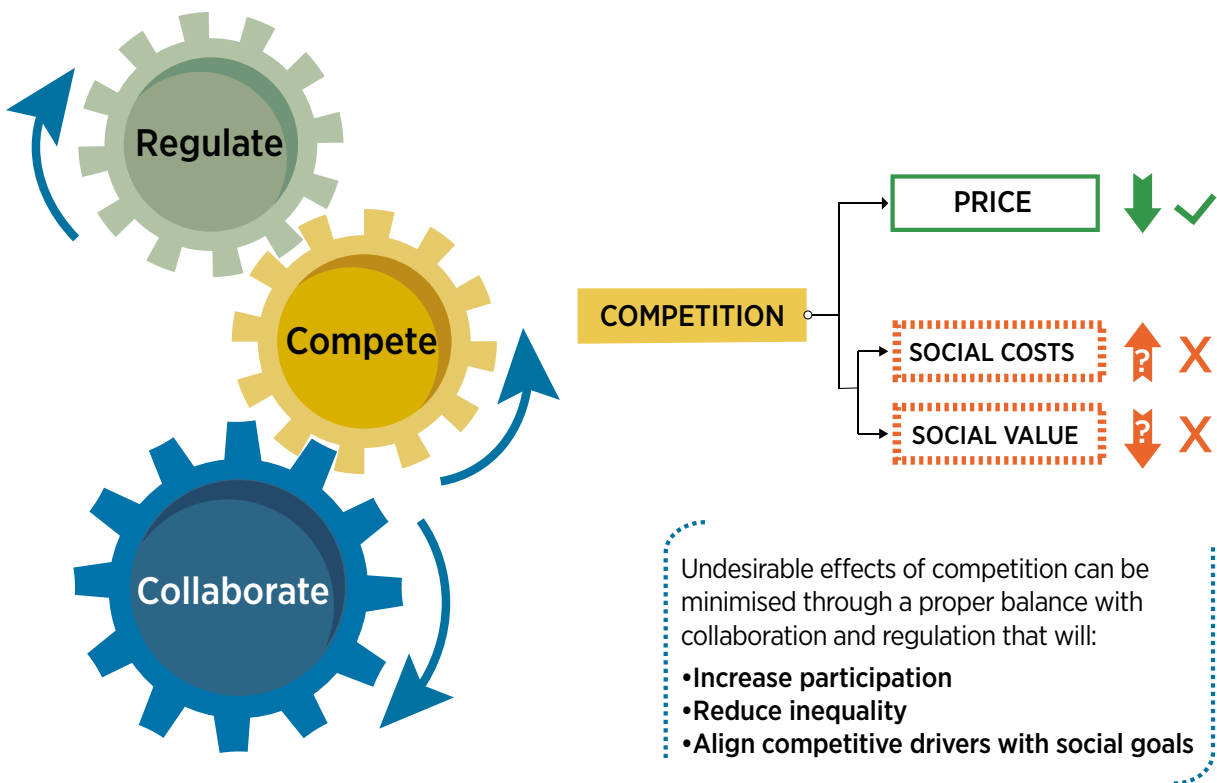 Regulate
Compete
Collaborate
COMPETITION
PRICE
SOCIAL COSTS
?
X
SOCIAL VALUE
?
X
Undesirable effects of competition can be
minimised through a proper balance with
collaboration and regulation that will:
•Increase participation
•Reduce inequality
•Align competitive drivers with social goals